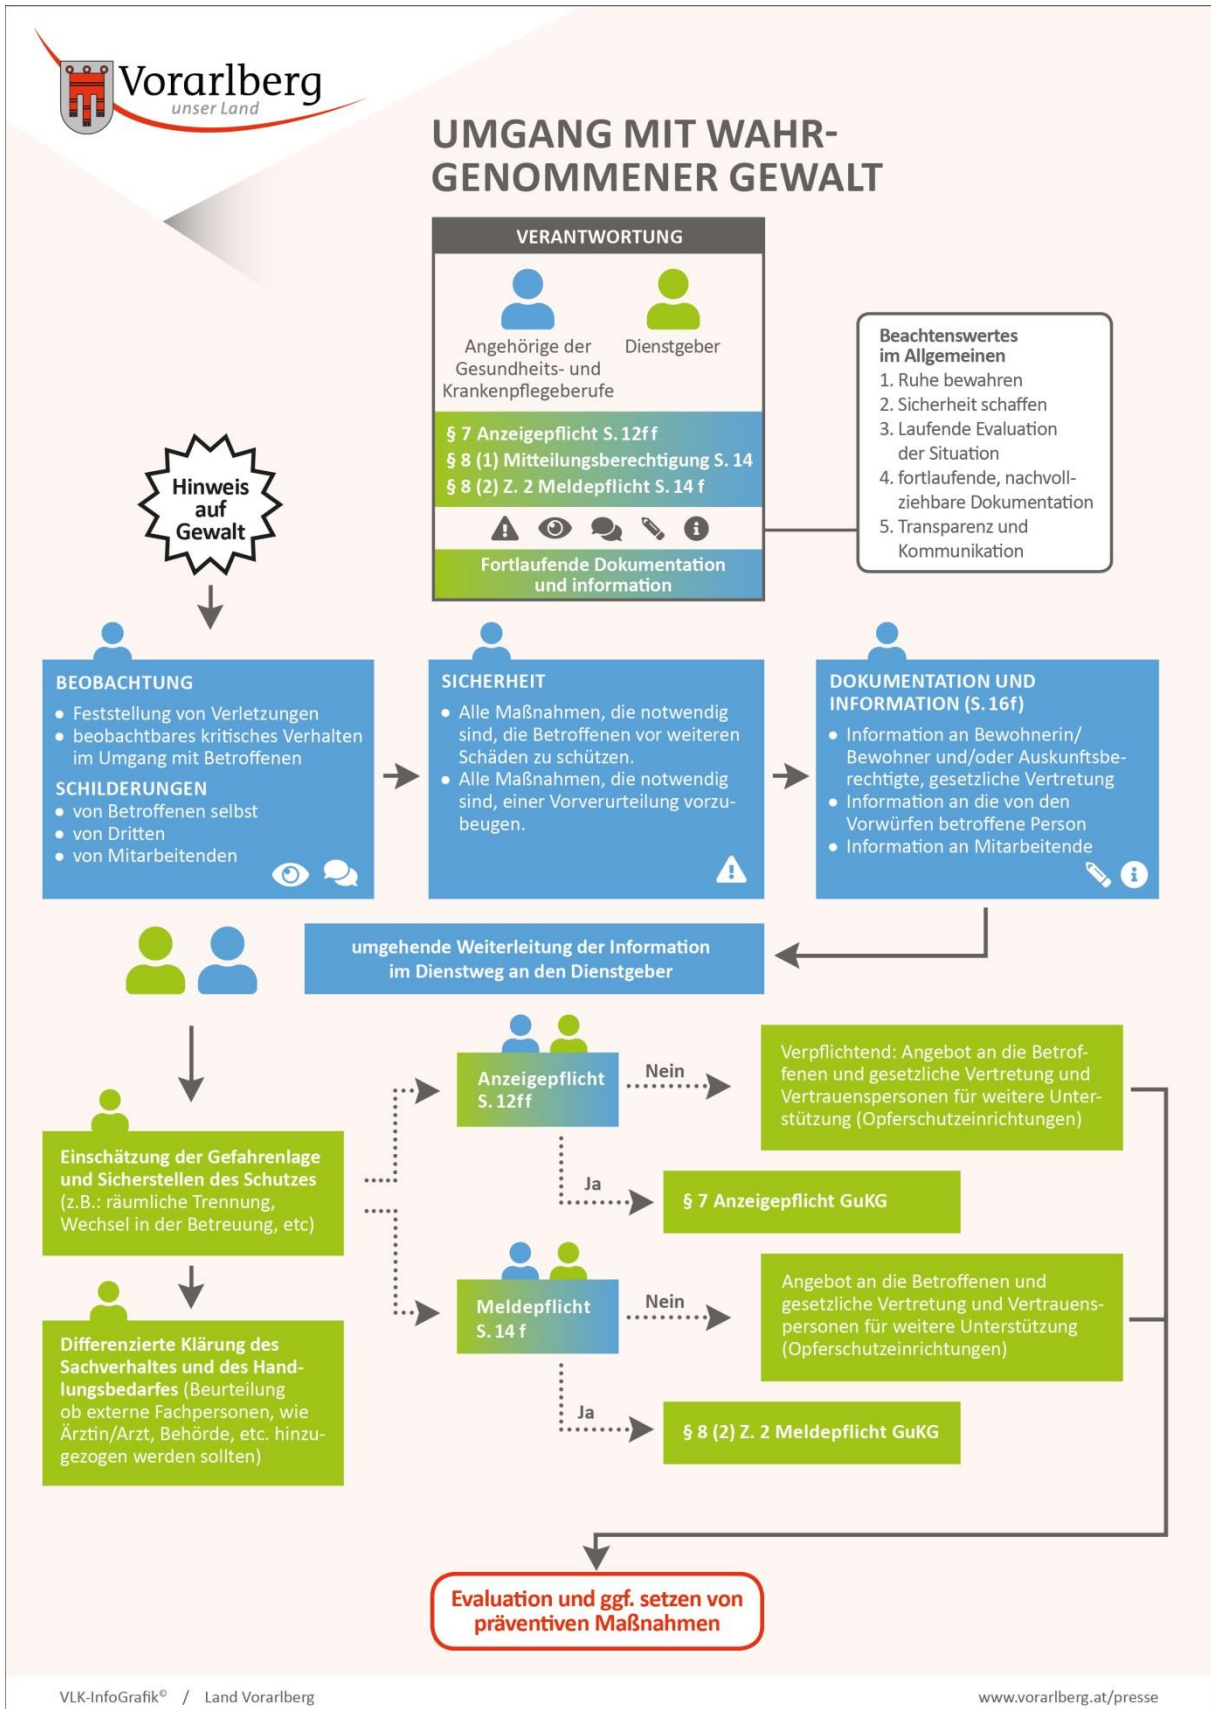 Vorarlberg
unser Land
UMGANG MIT WAHR-
GENOMMENER GEWALT
VERANTWORTUNG
Angehörige der
Gesundheits- und
Krankenpflegeberufe
Dienstgeber
§ 7 Anzeigepflicht S. 12ff
§ 8 (1) Mitteilungsberechtigung S. 14
§ 8 (2) Z. 2 Meldepflicht S. 14 f
Fortlaufende Dokumentation
und information
Beachtenswertes
im Allgemeinen
1. Ruhe bewahren
2. Sicherheit schaffen
3. Laufende Evaluation
der Situation
4. fortlaufende, nachvoll-
ziehbare Dokumentation
5. Transparenz und
Kommunikation
Hinweis
auf
Gewalt
BEOBACHTUNG
• Feststellung von Verletzungen
• beobachtbares kritisches Verhalten
im Umgang mit Betroffenen
SCHILDERUNGEN
• von Betroffenen selbst
• von Dritten
• von Mitarbeitenden
SICHERHEIT
• Alle Maßnahmen, die notwendig
sind, die Betroffenen vor weiteren
Schäden zu schützen.
• Alle Maßnahmen, die notwendig
sind, einer Vorverurteilung vorzu-
beugen.
DOKUMENTATION UND
INFORMATION (S. 16f)
• Information an Bewohnerin/
Bewohner und/oder Auskunftsbe-
rechtigte, gesetzliche Vertretung
• Information an die von den
Vorwürfen betroffene Person
• Information an Mitarbeitende
umgehende Weiterleitung der Information
im Dienstweg an den Dienstgeber
Einschätzung der Gefahrenlage
und Sicherstellen des Schutzes
(z.B.: räumliche Trennung,
Wechsel in der Betreuung, etc)
Differenzierte Klärung des
Sachverhaltes und des Hand-
lungsbedarfes (Beurteilung
ob externe Fachpersonen, wie
Ärztin/Arzt, Behörde, etc. hinzu-
gezogen werden sollten)
Anzeigepflicht
S. 12ff
Nein
Verpflichtend: Angebot an die Betrof-
fenen und gesetzliche Vertretung und
Vertrauenspersonen für weitere Unter-
stützung (Opferschutzeinrichtungen)
Ja
§ 7 Anzeigepflicht GuKG
Meldepflicht
S. 14 f
Nein
Angebot an die Betroffenen und
gesetzliche Vertretung und Vertrauens-
personen für weitere Unterstützung
(Opferschutzeinrichtungen)
Ja
§ 8 (2) Z. 2 Meldepflicht GuKG
Evaluation und ggf. setzen von
präventiven Maßnahmen
VLK-InfoGrafik© / Land Vorarlberg
www.vorarlberg.at/presse